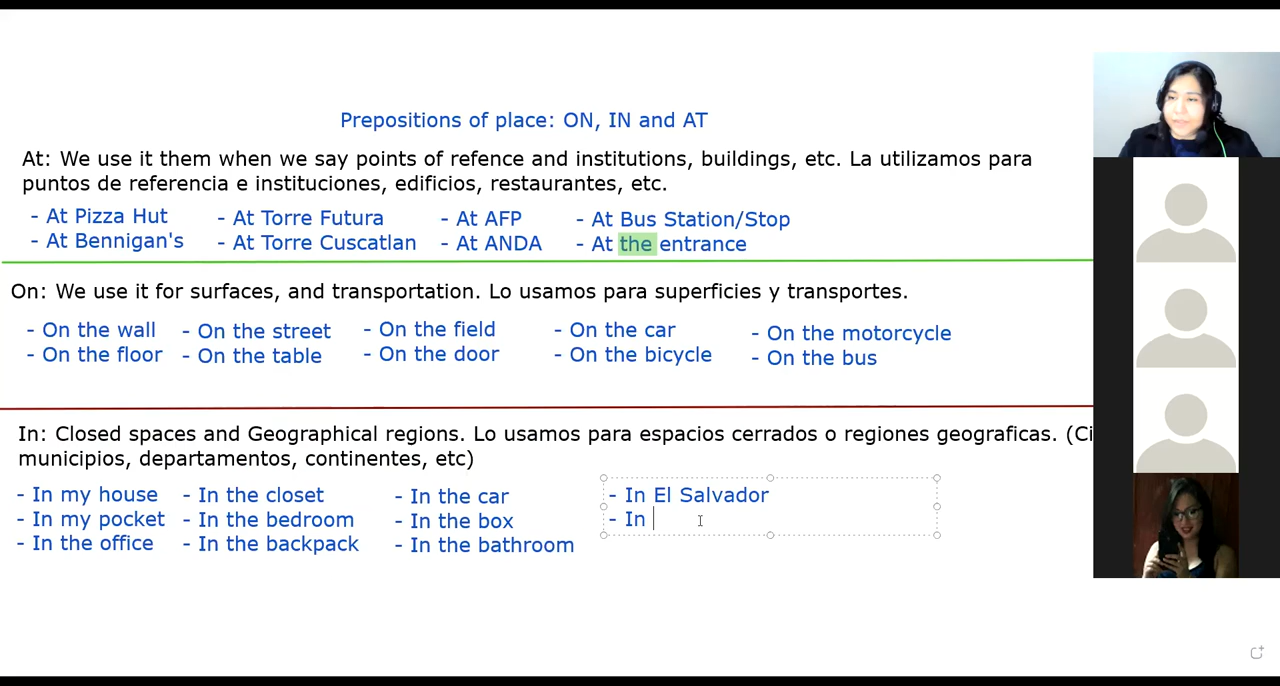 Prepositions of place: ON, IN and AT
At: We use it them when we say points of refence and institutions, buildings, etc. La utilizamos para
puntos de referencia e instituciones, edificios, restaurantes, etc.
- At Pizza Hut - At Torre Futura - At AFP - At Bus Station/Stop
- At Bennigan's - At Torre Cuscatlan - At ANDA - At the entrance
On: We use it for surfaces, and transportation. Lo usamos para superficies y transportes.
- On the wall - On the street - On the field - On the car - On the motorcycle
- On the floor - On the table - On the door - On the bicycle - On the bus
In: Closed spaces and Geographical regions. Lo usamos para espacios cerrados o regiones geograficas. (Ci
municipios, departamentos, continentes, etc)
- In my house - In the closet - In the car - In El Salvador
- In my pocket - In the bedroom - In the box - In
- In the office - In the backpack - In the bathroom